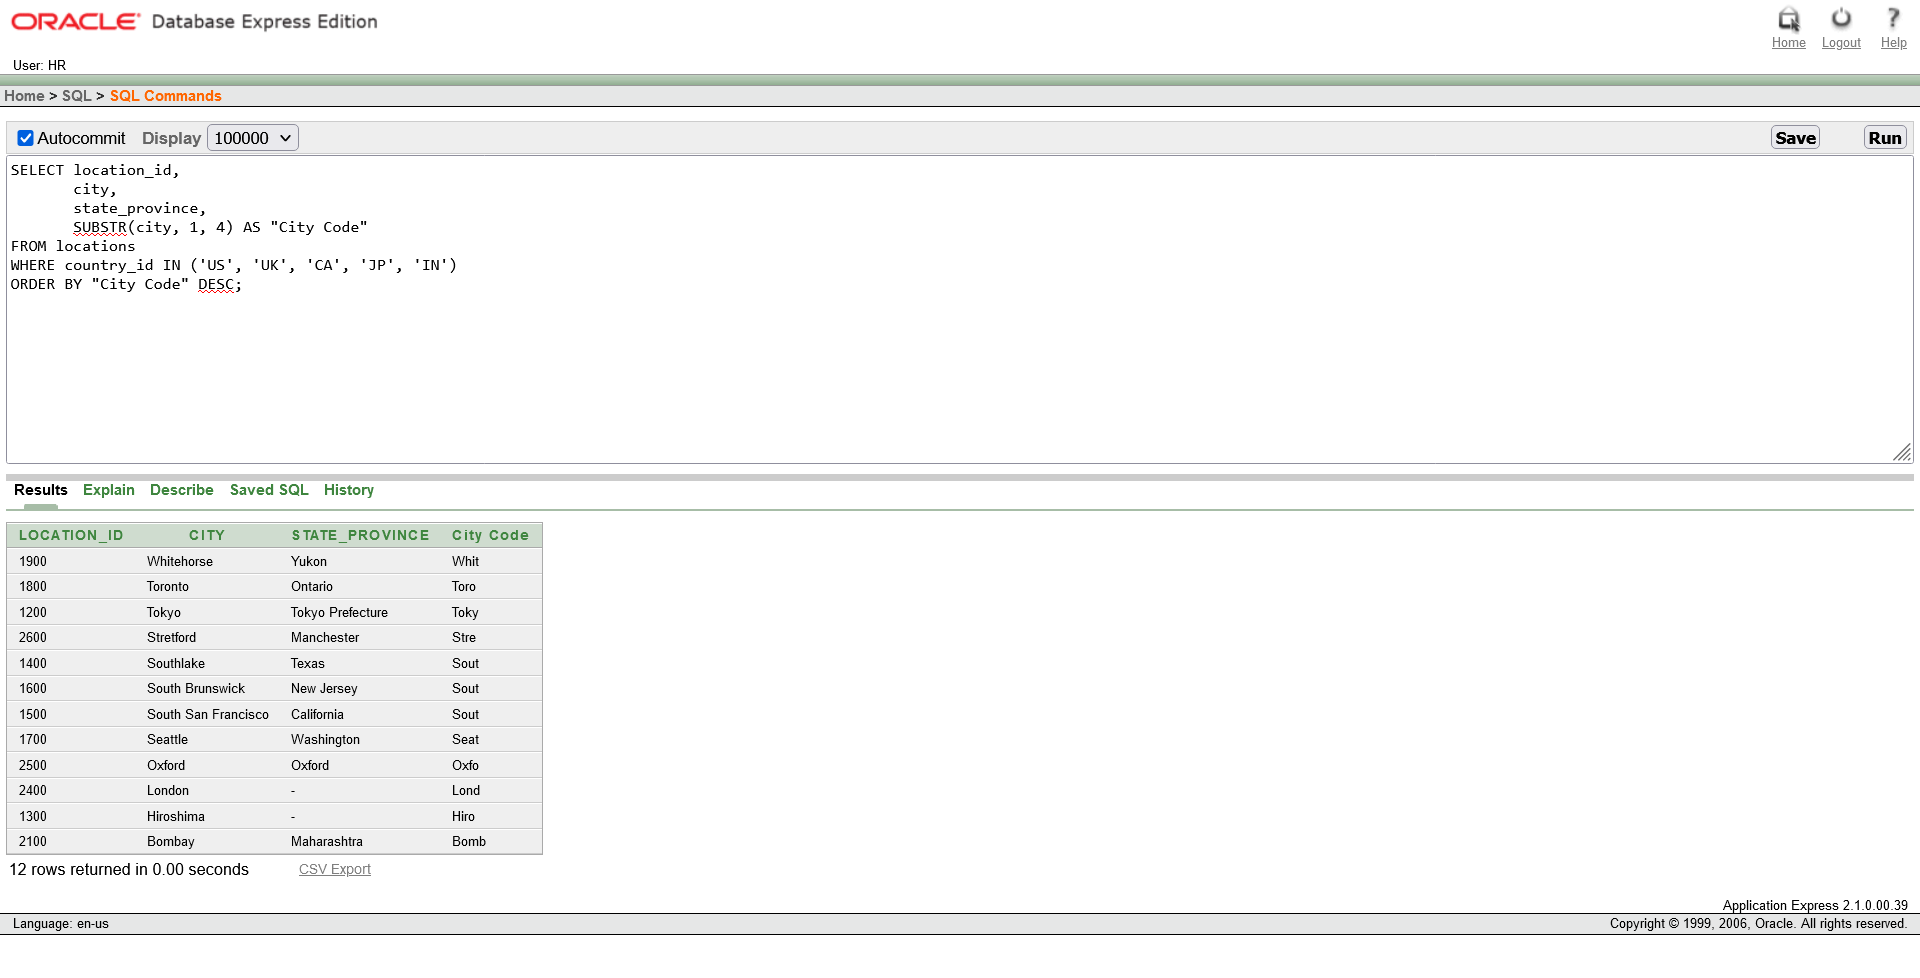 ORACLE Database Express Edition
Home Logout Help
User: HR
Home > SQL > SQL Commands
Autocommit Display 100000 Save Run
SELECT location_id,
city,
state_province,
SUBSTR(city, 1, 4) AS "City Code"
FROM locations
WHERE country_id IN ('US', 'UK', 'CA', 'JP', 'IN')
ORDER BY "City Code" DESC;
Results Explain Describe Saved SQL History
LOCATION_ID CITY STATE_PROVINCE City Code
1900 Whitehorse Yukon Whit
1800 Toronto Ontario Toro
1200 Tokyo Tokyo Prefecture Toky
2600 Stretford Manchester Stre
1400 Southlake Texas Sout
1600 South Brunswick New Jersey Sout
1500 South San Francisco California Sout
1700 Seattle Washington Seat
2500 Oxford Oxford Oxfo
2400 London - Lond
1300 Hiroshima - Hiro
2100 Bombay Maharashtra Bomb
12 rows returned in 0.00 seconds CSV Export
Application Express 2.1.0.00.39
Language: en-us Copyright © 1999, 2006, Oracle. All rights reserved.